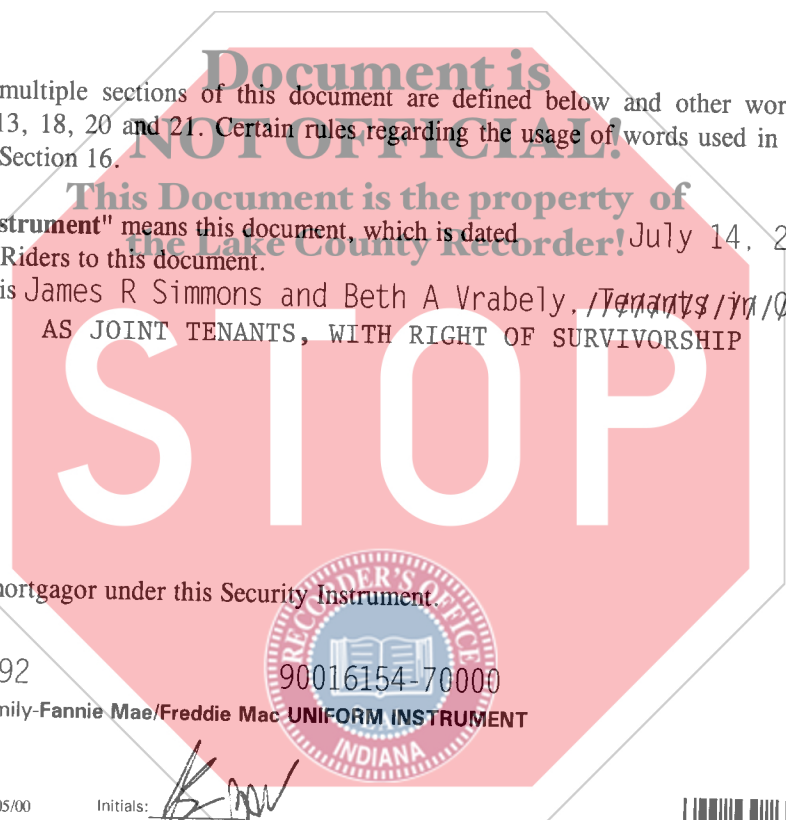 Document is
multiple sections of this document are defined below and other wor
13, 18, 20 and 21. Certain rules regarding the usage of words used in
NOT OFFICIAL!
Section 16.
This Document is the property of
strument" means this document, which is dated July 14, 2
the Lake County Recorder!
Riders to this document.
is James R Simmons and Beth A Vrabely, Tenants in
AS JOINT TENANTS, WITH RIGHT OF SURVIVORSHIP
STOP
mortgagor under this Security Instrument.
RECORDER'S OFFICE
92 90016154-70000
mily-Fannie Mae/Freddie Mac UNIFORM INSTRUMENT
INDIANA
05/00 Initials: